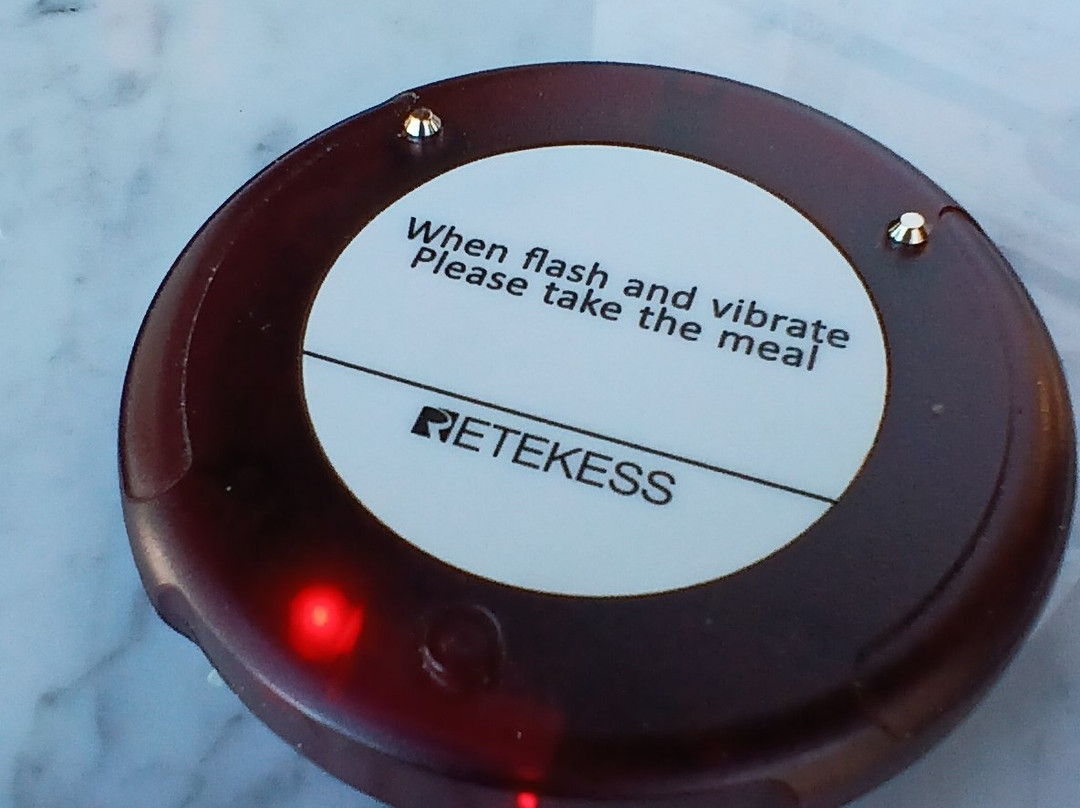 When flash and vibrate
Please take the meal
RETEKESS